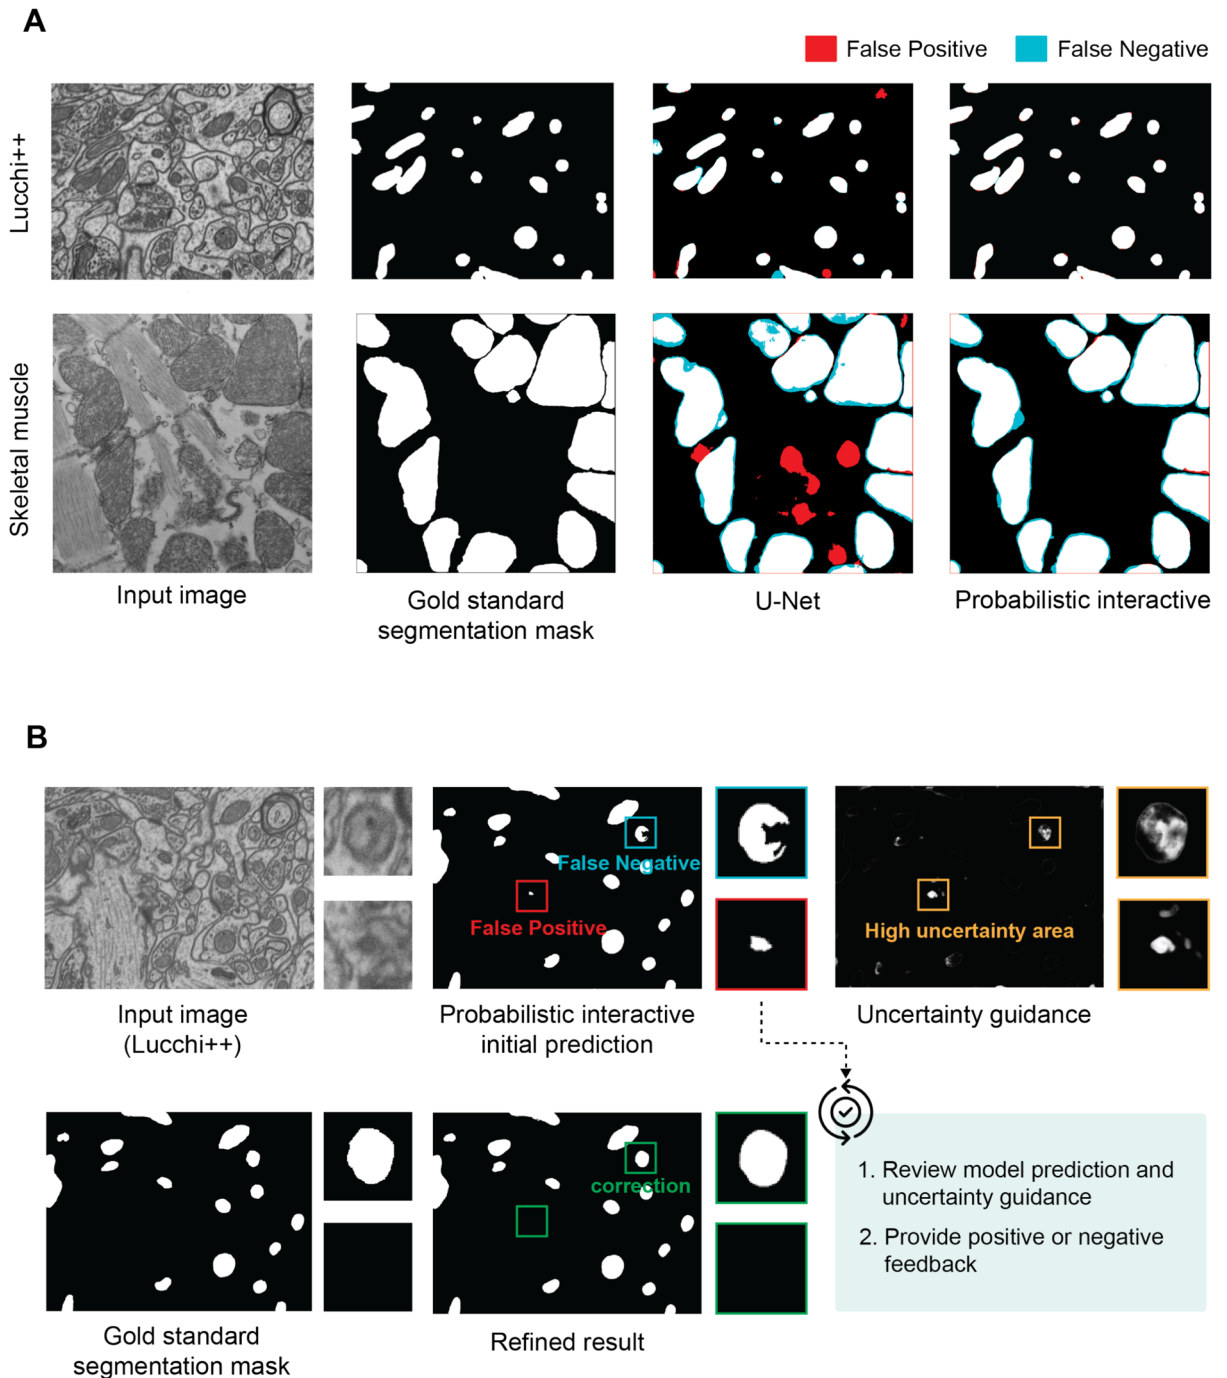 A
False Positive
False Negative
Lucchi++
Skeletal muscle
Input image
Gold standard
segmentation mask
U-Net
Probabilistic interactive
B
False Negative
False Positive
High uncertainty area
Input image
(Lucchi++)
Probabilistic interactive
initial prediction
Uncertainty guidance
correction
1. Review model prediction and
uncertainty guidance
2. Provide positive or negative
feedback
Gold standard
segmentation mask
Refined result